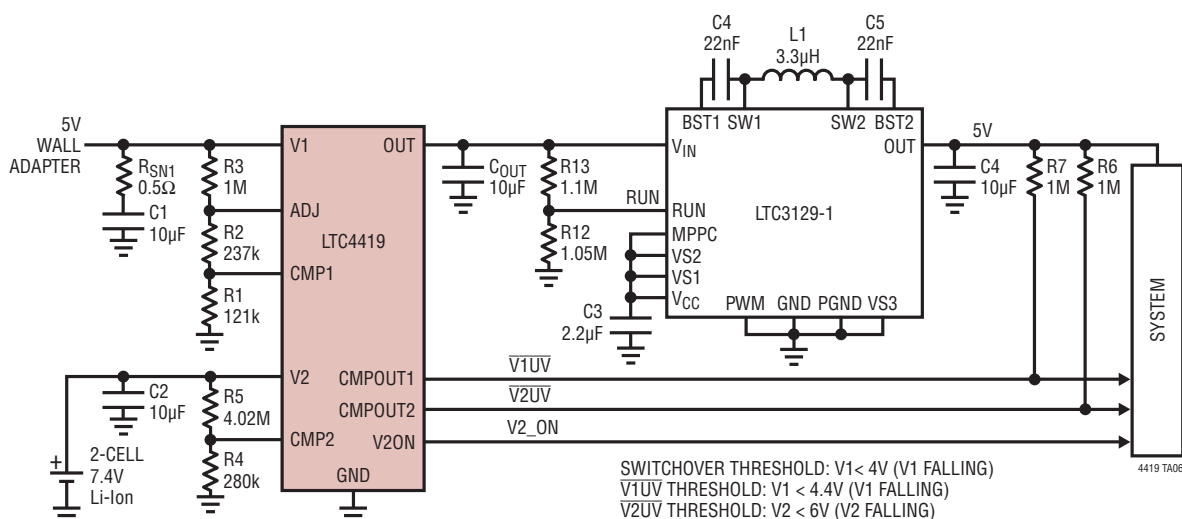 C4
22nF
L1
3.3µH
C5
22nF
BST1
SW1
SW2
BST2
5V
WALL
ADAPTER
RSN1
0.5Ω
C1
10µF
R3
1M
R2
237k
R1
121k
V1
OUT
ADJ
LTC4419
CMP1
V2
CMPOUT1
CMPOUT2
CMP2
V2ON
GND
COUT
10µF
R13
1.1M
R12
1.05M
RUN
VIN
OUT
RUN
LTC3129-1
MPPC
VS2
VS1
VCC
PWM
GND
PGND
VS3
C3
2.2µF
5V
C4
10µF
R7
1M
R6
1M
SYSTEM
C2
10µF
R5
4.02M
R4
280k
2-CELL
7.4V
Li-Ion
+
V1UV
V2UV
V2_ON
SWITCHOVER THRESHOLD: V1< 4V (V1 FALLING)
V1UV THRESHOLD: V1 < 4.4V (V1 FALLING)
V2UV THRESHOLD: V2 < 6V (V2 FALLING)
4419 TA06